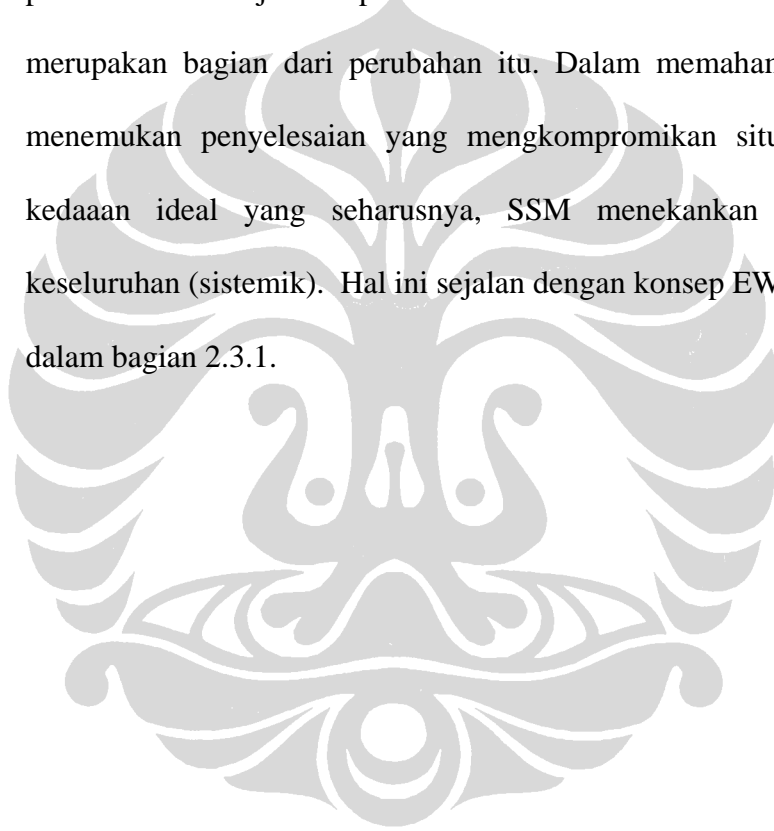 merupakan bagian dari perubahan itu. Dalam memahan
menemukan penyelesaian yang mengkompromikan situ
kedaaan ideal yang seharusnya, SSM menekankan
keseluruhan (sistemik). Hal ini sejalan dengan konsep EW
dalam bagian 2.3.1.